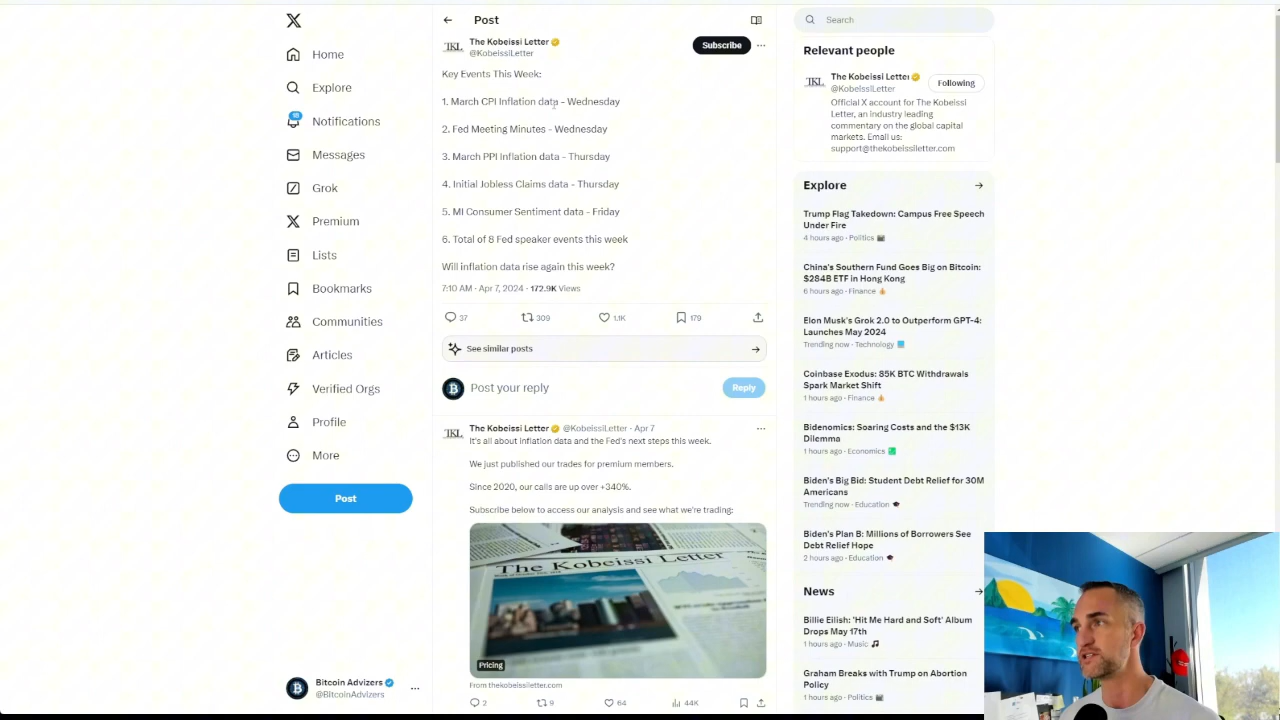 Home
Explore
18
Notifications
Messages
Grok
Premium
Lists
Bookmarks
Communities
Articles
Verified Orgs
Profile
More
Post
Bitcoin Advizers
@BitcoinAdvizers
Post
TKL
The Kobeissi Letter
@KobeissiLetter
Subscribe
Key Events This Week:
1. March CPI Inflation data - Wednesday
2. Fed Meeting Minutes - Wednesday
3. March PPI Inflation data - Thursday
4. Initial Jobless Claims data - Thursday
5. MI Consumer Sentiment data - Friday
6. Total of 8 Fed speaker events this week
Will inflation data rise again this week?
7:10 AM · Apr 7, 2024 · 172.9K Views
37
309
1.1K
179
See similar posts
Post your reply
Reply
TKL
The Kobeissi Letter @KobeissiLetter · Apr 7
It's all about inflation data and the Fed's next steps this week.
We just published our trades for premium members.
Since 2020, our calls are up over +340%.
Subscribe below to access our analysis and see what we're trading:
The Kobeissi Letter
Pricing
From thekobeissiletter.com
2
9
64
44K
Search
Relevant people
TKL
The Kobeissi Letter
@KobeissiLetter
Following
Official X account for The Kobeissi
Letter, an industry leading
commentary on the global capital
markets. Email us:
support@thekobeissiletter.com
Explore
Trump Flag Takedown: Campus Free Speech
Under Fire
4 hours ago · Politics
China's Southern Fund Goes Big on Bitcoin:
$284B ETF in Hong Kong
6 hours ago · Finance
Elon Musk's Grok 2.0 to Outperform GPT-4:
Launches May 2024
Trending now · Technology
Coinbase Exodus: 85K BTC Withdrawals
Spark Market Shift
1 hours ago · Finance
Bidenomics: Soaring Costs and the $13K
Dilemma
1 hours ago · Economics
Biden's Big Bid: Student Debt Relief for 30M
Americans
Trending now · Education
Biden's Plan B: Millions of Borrowers See
Debt Relief Hope
2 hours ago · Education
News
Billie Eilish: 'Hit Me Hard and Soft' Album
Drops May 17th
1 hours ago · Music
Graham Breaks with Trump on Abortion
Policy
1 hours ago · Politics